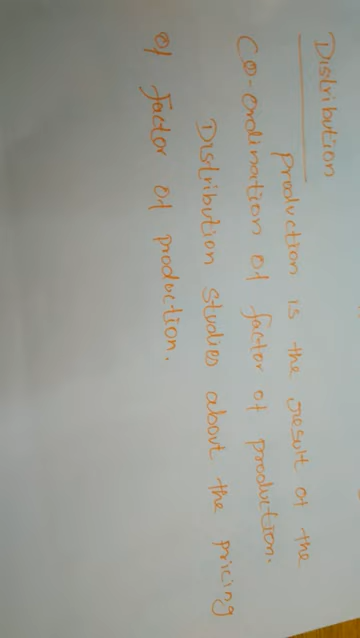 Distribution
Production is the result of the
Co-ordination of factor of production.
Distribution studies about the pricing
of factor of production.